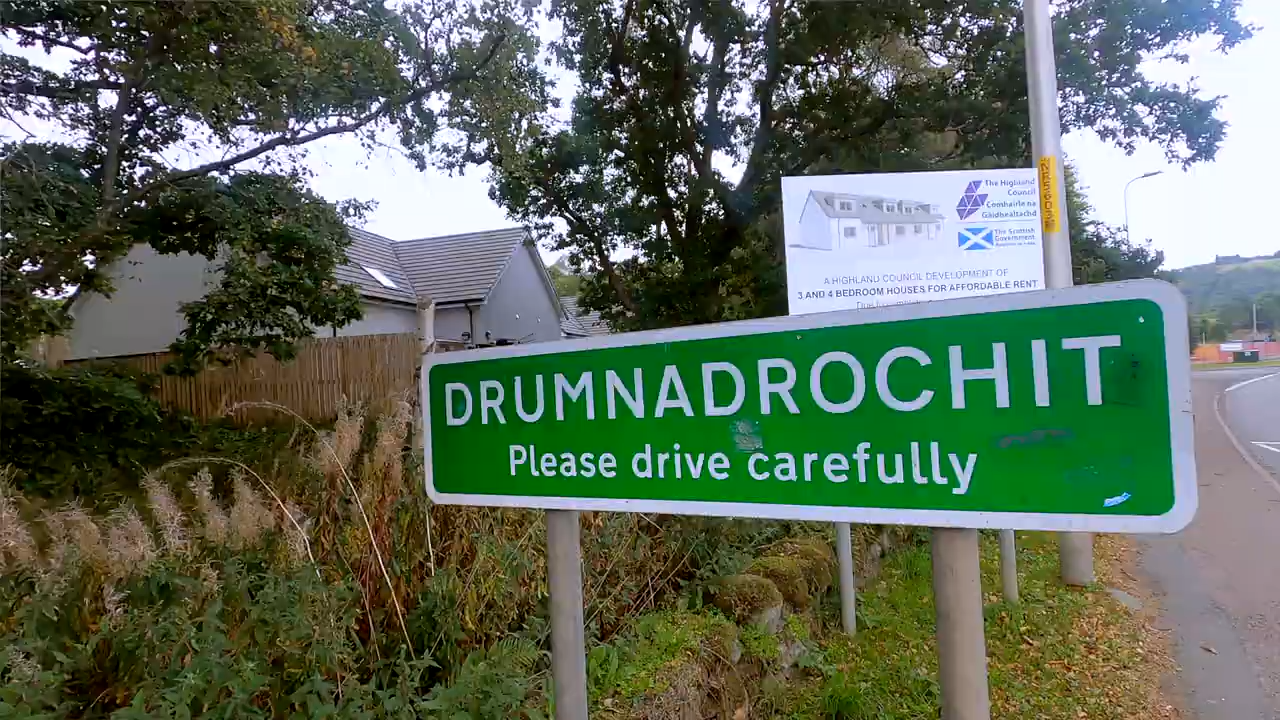 The Highland
Council
Comhairle na
Gàidhealtachd
The Scottish
Government
A HIGHLAND COUNCIL DEVELOPMENT OF
3 AND 4 BEDROOM HOUSES FOR AFFORDABLE RENT
DRUMNADROCHIT
Please drive carefully